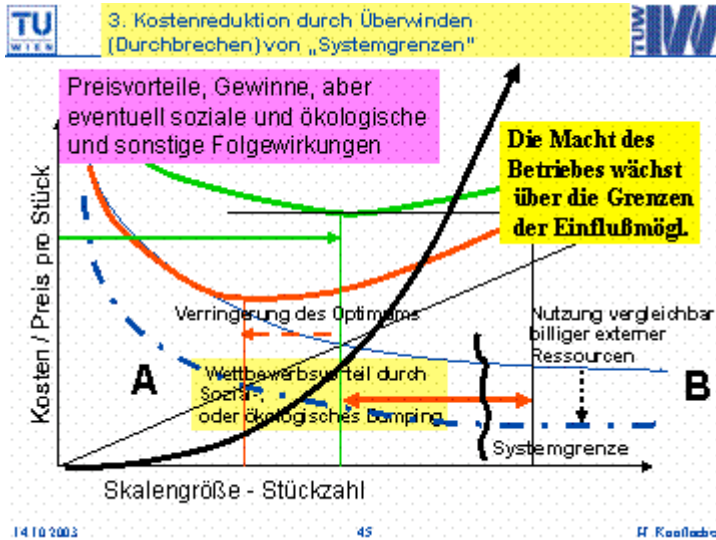 TU
WIEN
3. Kostenreduktion durch Überwinden
(Durchbrechen)von „Systemgrenzen"
TUW
IVV
Preisvorteile, Gewinne, aber
eventuell soziale und ökologische
und sonstige Folgewirkungen
Die Macht des
Betriebes wächst
über die Grenzen
der Einflußmögl.
Kosten / Preis pro Stück
Verringerung des Optimums
Nutzung vergleichbar
billiger externer
Ressourcen
A
B
Wettbewerbsvorteil durch
Sozial-,
oder ökologisches Dumping
Systemgrenze
Skalengröße - Stückzahl
14 10 2003
45
H.